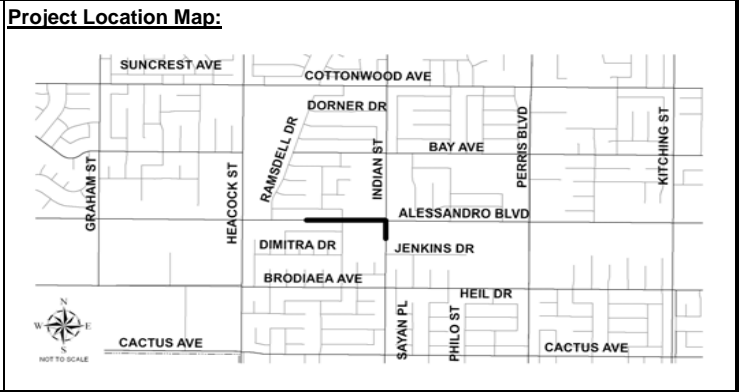 Project Location Map:
SUNCREST AVE
COTTONWOOD AVE
DORNER DR
RAMSDELL DR
BAY AVE
INDIAN ST
PERRIS BLVD
KITCHING ST
GRAHAM ST
HEACOCK ST
ALESSANDRO BLVD
DIMITRA DR
JENKINS DR
BRODIAEA AVE
HEIL DR
SAYAN PL
PHILO ST
CACTUS AVE
CACTUS AVE
N
W E
S
NOT TO SCALE